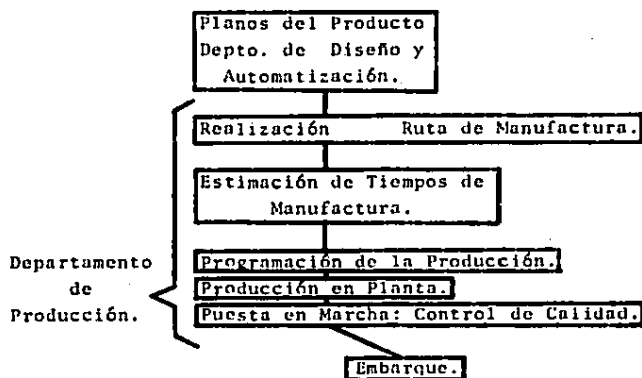 Planos del Producto
Depto. de Diseño y
Automatización.
Realización Ruta de Manufactura.
Estimación de Tiempos de
Manufactura.
Departamento
de
Producción.
Programación de la Producción.
Producción en Planta.
Puesta en Marcha: Control de Calidad.
Embarque.